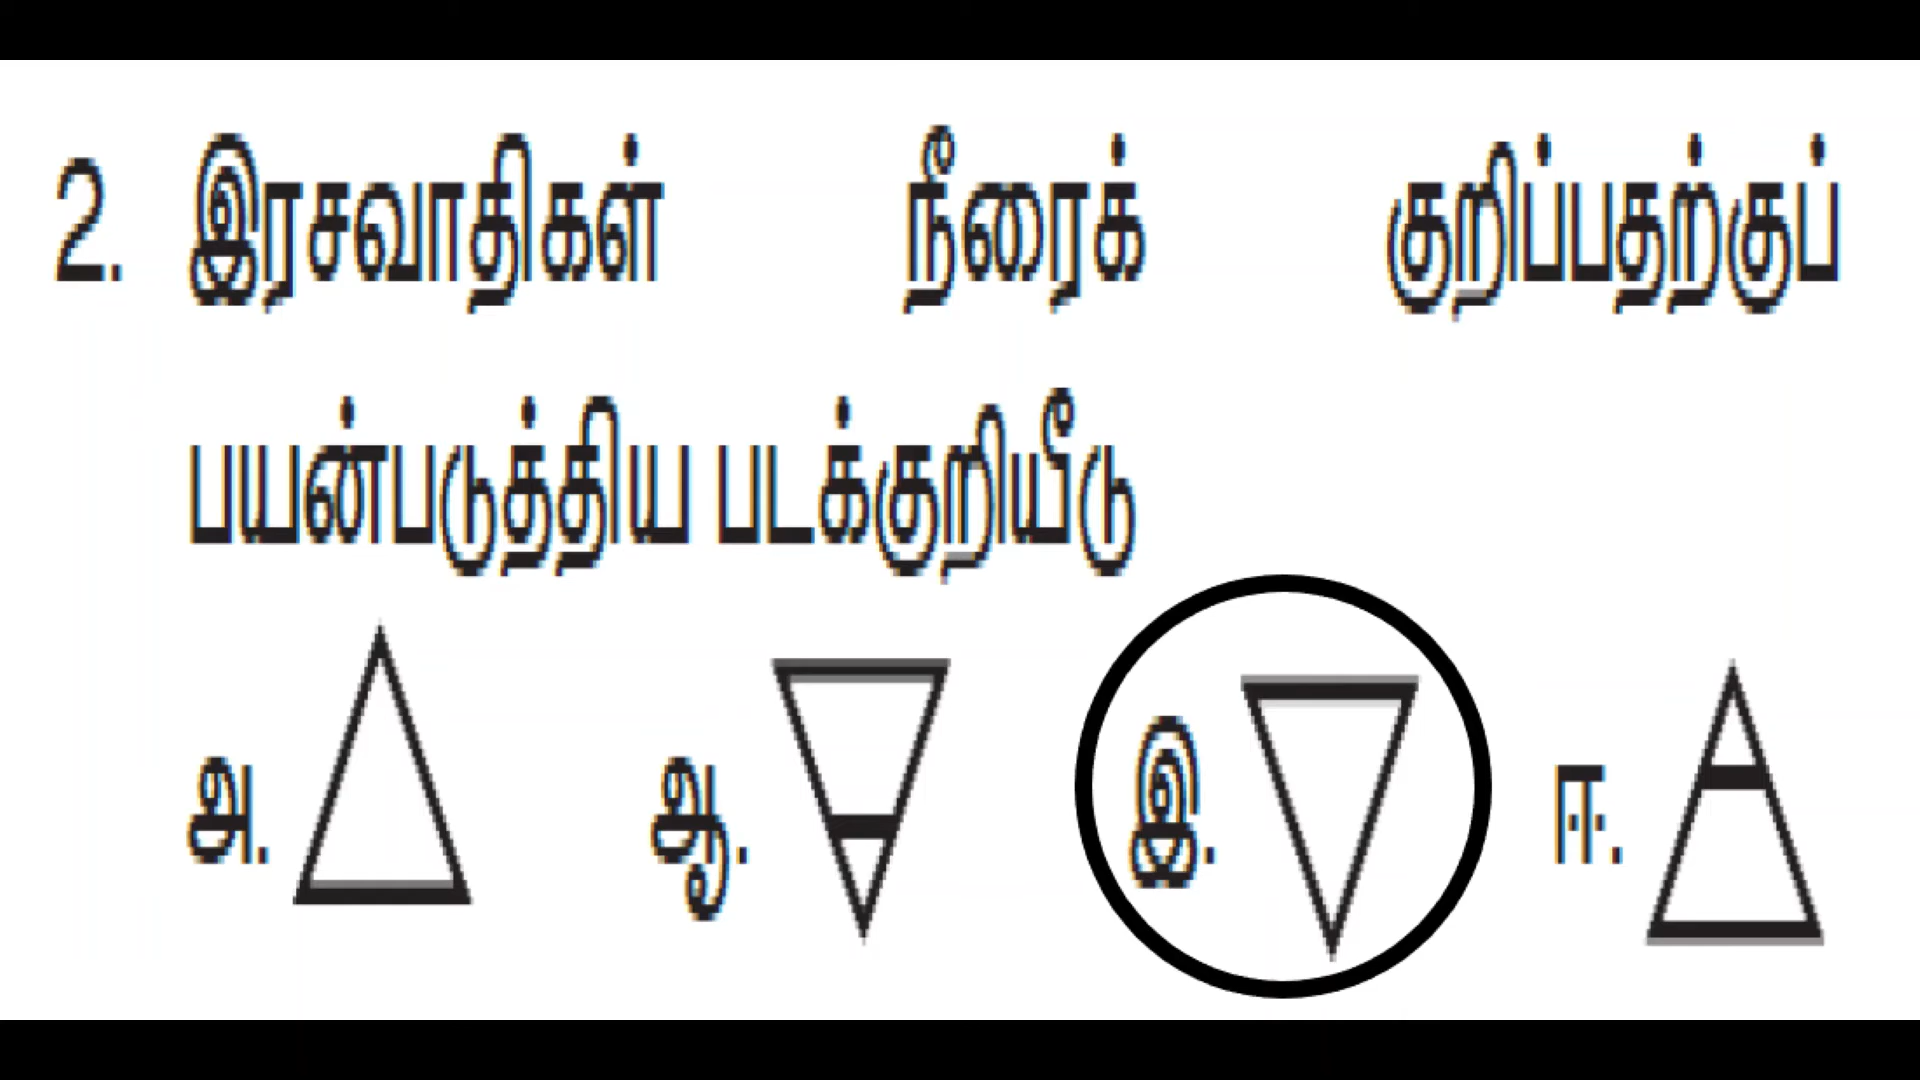 2. இரசவாதிகள் நீரைக் குறிப்பதற்குப்
பயன்படுத்திய படக்குறியீடு
அ. ஆ. இ. ஈ.